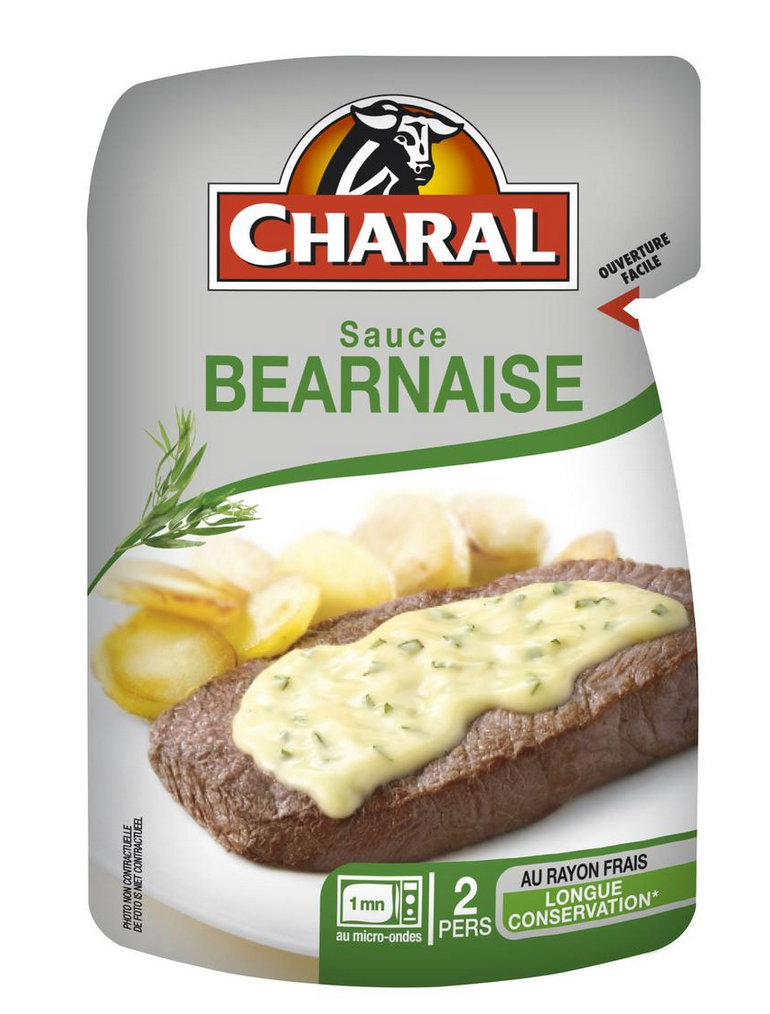 CHARAL
OUVERTURE
FACILE
Sauce
BEARNAISE
PHOTO NON CONTRACTUELLE
DE FOTO IS NIET CONTRACTUEEL
1 mn
au micro-ondes
2
PERS
AU RAYON FRAIS
LONGUE
CONSERVATION*